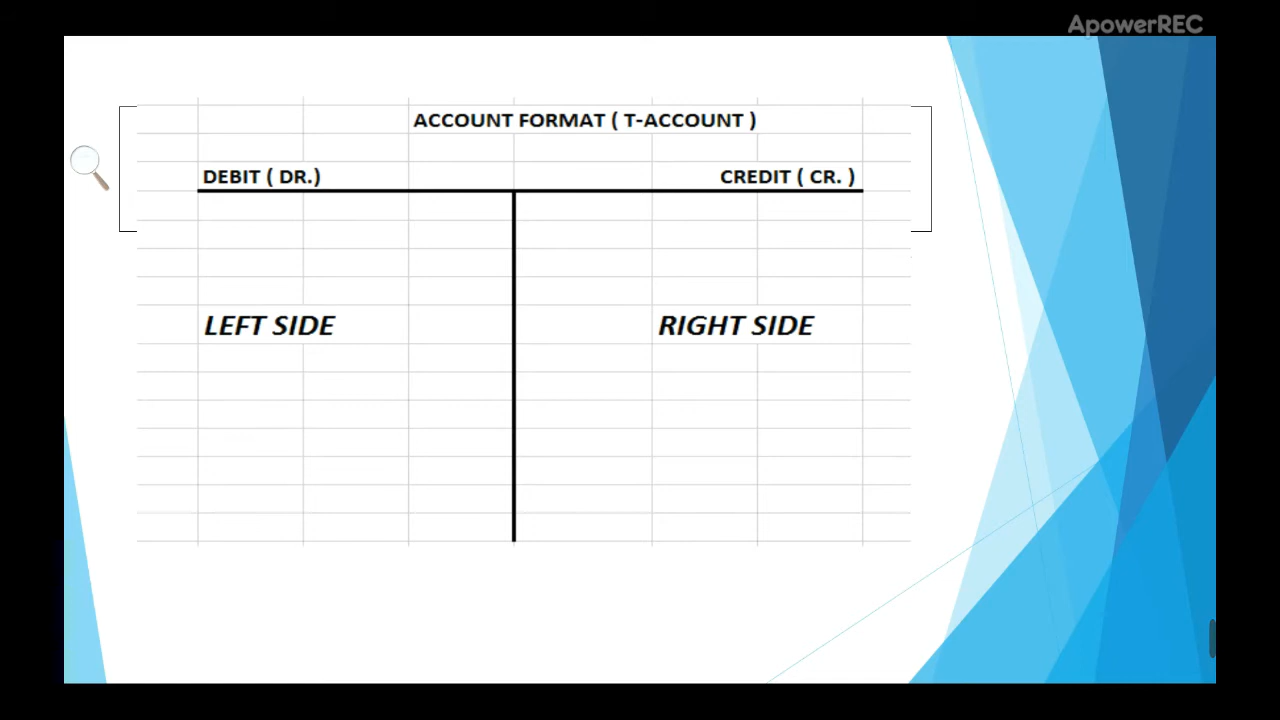 ApowerREC
ACCOUNT FORMAT ( T-ACCOUNT )
DEBIT ( DR.) CREDIT ( CR. )
LEFT SIDE RIGHT SIDE